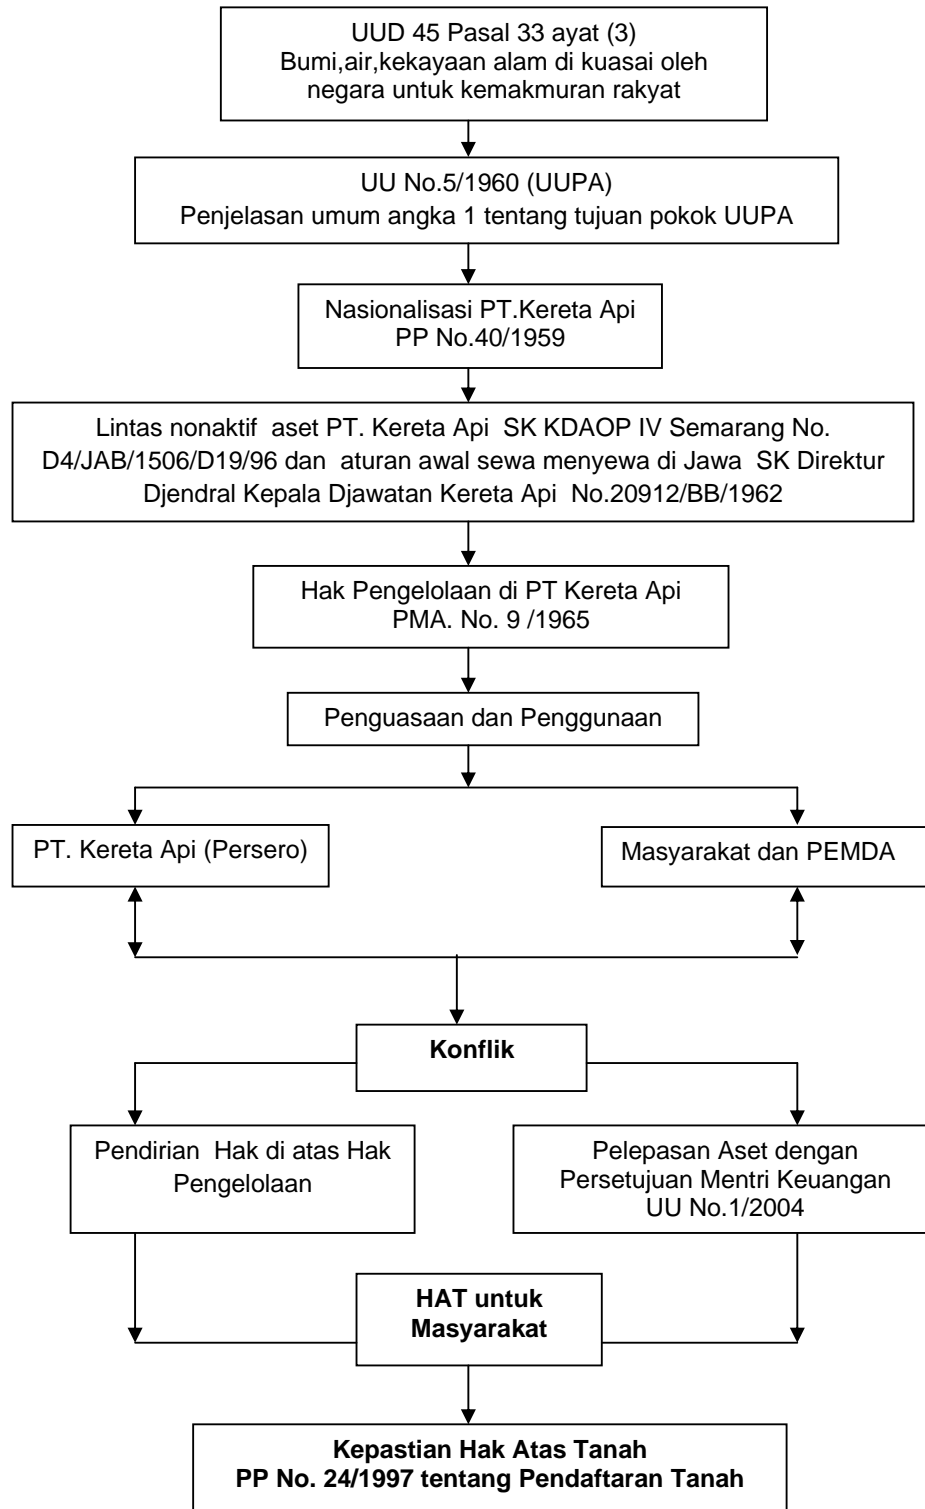 UUD 45 Pasal 33 ayat (3)
Bumi,air,kekayaan alam di kuasai oleh
negara untuk kemakmuran rakyat
UU No.5/1960 (UUPA)
Penjelasan umum angka 1 tentang tujuan pokok UUPA
Nasionalisasi PT.Kereta Api
PP No.40/1959
Lintas nonaktif aset PT. Kereta Api SK KDAOP IV Semarang No.
D4/JAB/1506/D19/96 dan aturan awal sewa menyewa di Jawa SK Direktur
Djendral Kepala Djawatan Kereta Api No.20912/BB/1962
Hak Pengelolaan di PT Kereta Api
PMA. No. 9 /1965
Penguasaan dan Penggunaan
PT. Kereta Api (Persero)
Masyarakat dan PEMDA
Konflik
Pendirian Hak di atas Hak
Pengelolaan
Pelepasan Aset dengan
Persetujuan Mentri Keuangan
UU No.1/2004
HAT untuk
Masyarakat
Kepastian Hak Atas Tanah
PP No. 24/1997 tentang Pendaftaran Tanah